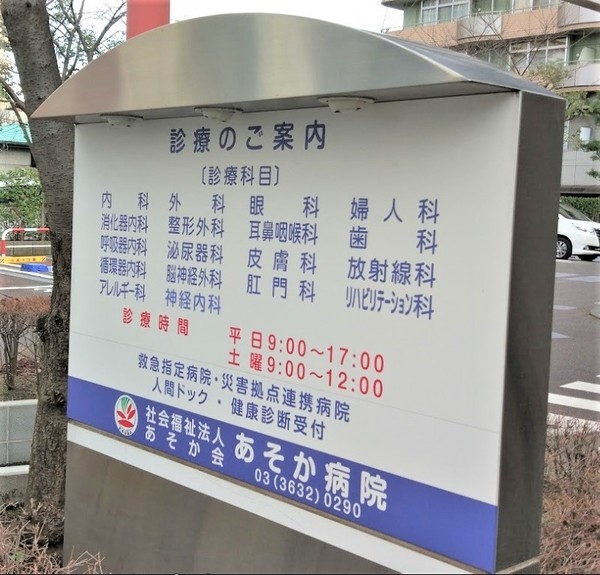 診療のご案内
〔診療科目〕
内科 外科 眼科 婦人科
消化器内科 整形外科 耳鼻咽喉科 歯科
呼吸器内科 泌尿器科 皮膚科 放射線科
循環器内科 脳神経外科 肛門科 リハビリテーション科
アレルギー科 神経内科
診療時間 平日9:00〜17:00
土曜9:00〜12:00
救急指定病院・災害拠点連携病院
人間ドック・健康診断受付
社会福祉法人
あそか会 あそか病院
03(3632)0290